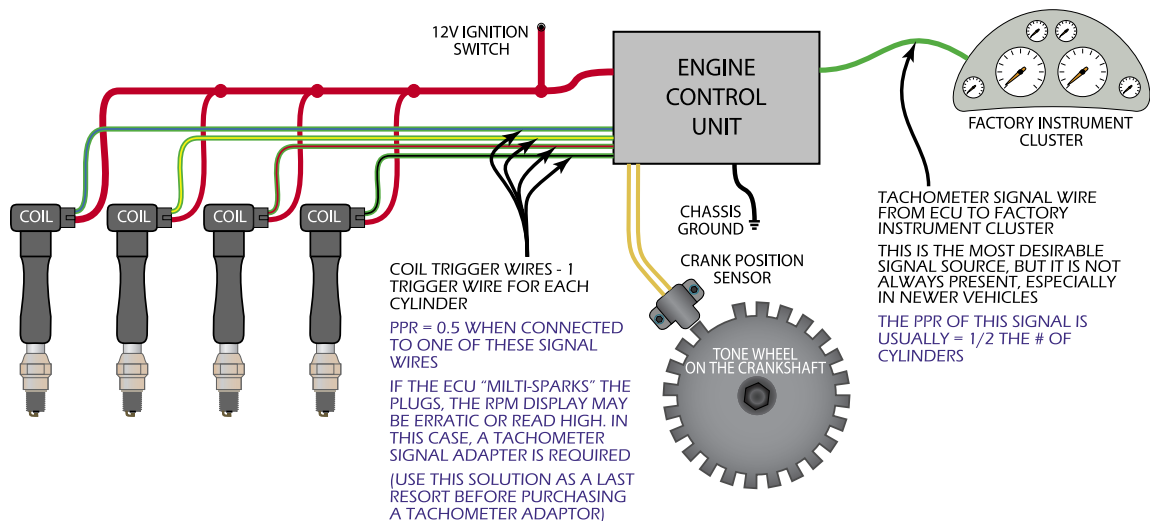 12V IGNITION
SWITCH
ENGINE
CONTROL
UNIT
FACTORY INSTRUMENT
CLUSTER
COIL
COIL
COIL
COIL
CHASSIS
GROUND
CRANK POSITION
SENSOR
TONE WHEEL
ON THE CRANKSHAFT
COIL TRIGGER WIRES - 1
TRIGGER WIRE FOR EACH
CYLINDER
PPR = 0.5 WHEN CONNECTED
TO ONE OF THESE SIGNAL
WIRES
IF THE ECU “MILTI-SPARKS” THE
PLUGS, THE RPM DISPLAY MAY
BE ERRATIC OR READ HIGH. IN
THIS CASE, A TACHOMETER
SIGNAL ADAPTER IS REQUIRED
(USE THIS SOLUTION AS A LAST
RESORT BEFORE PURCHASING
A TACHOMETER ADAPTOR)
TACHOMETER SIGNAL WIRE
FROM ECU TO FACTORY
INSTRUMENT CLUSTER
THIS IS THE MOST DESIRABLE
SIGNAL SOURCE, BUT IT IS NOT
ALWAYS PRESENT, ESPECIALLY
IN NEWER VEHICLES
THE PPR OF THIS SIGNAL IS
USUALLY = 1/2 THE # OF
CYLINDERS